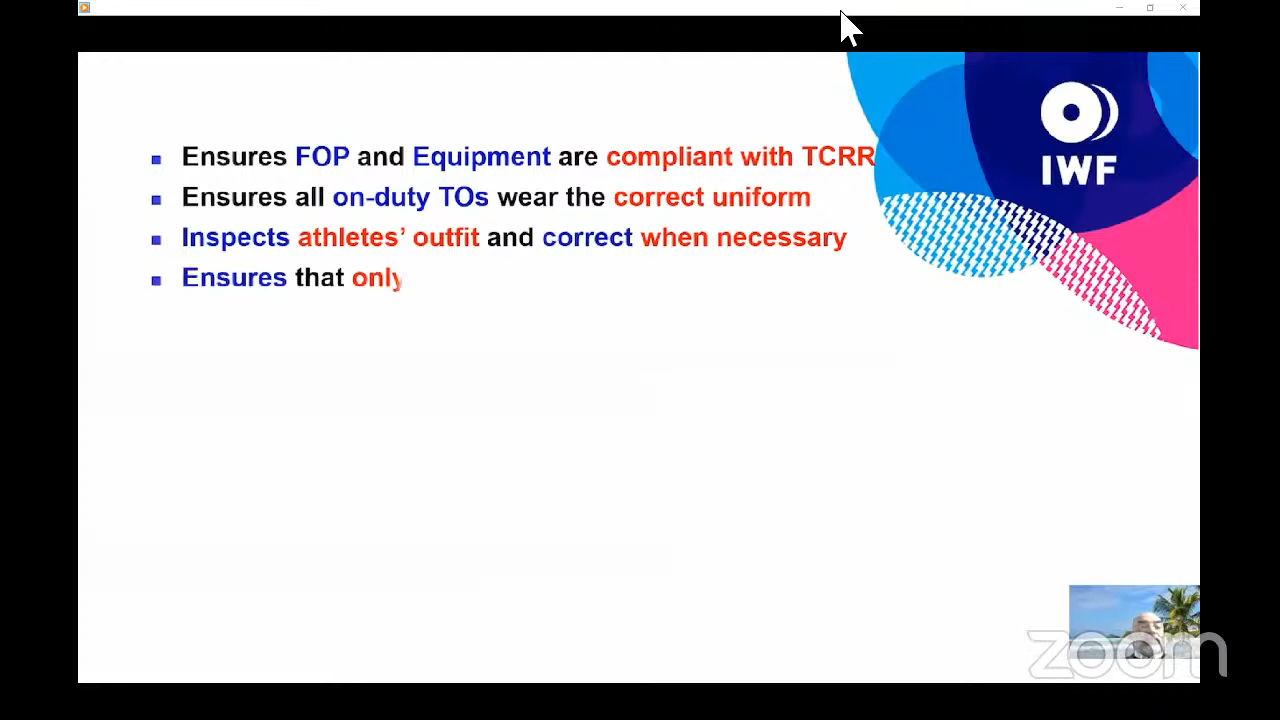 IWF
Ensures FOP and Equipment are compliant with TCRR
Ensures all on-duty TOs wear the correct uniform
Inspects athletes’ outfit and correct when necessary
Ensures that only
zoom